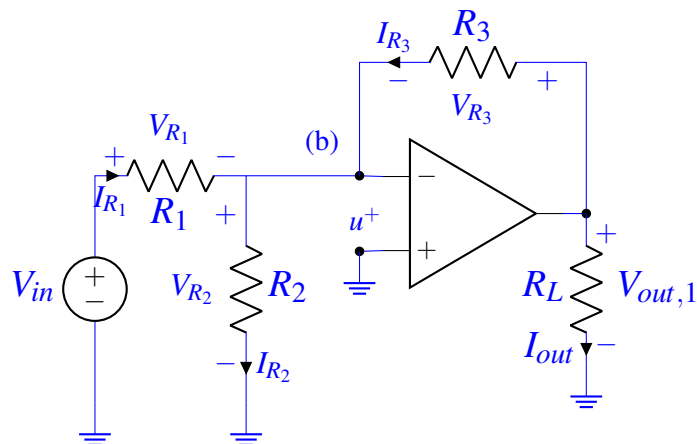 I_{R_3}
R_3
− +
V_{R_3}
V_{R_1}
(b)
+ −
−
I_{R_1}
R_1
+
u^+
+
+
V_{in}
+
−
V_{R_2}
R_2
R_L
V_{out,1}
− I_{R_2}
I_{out} −